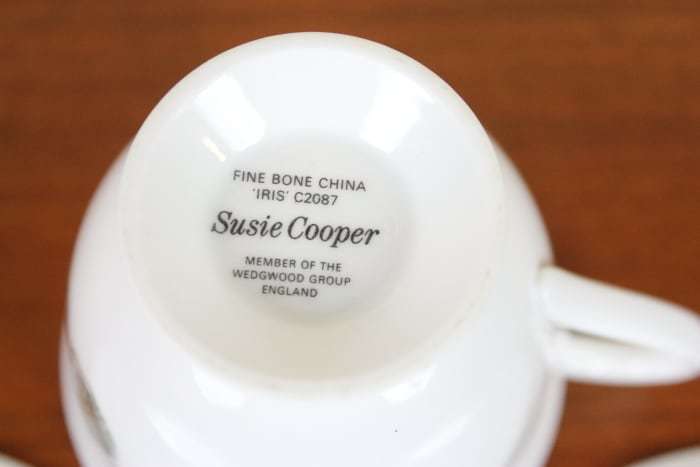 FINE BONE CHINA
'IRIS' C2087
Susie Cooper
MEMBER OF THE
WEDGWOOD GROUP
ENGLAND